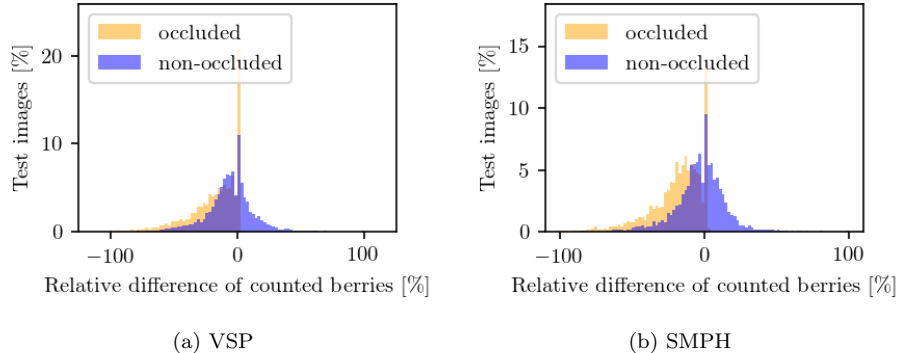 occluded
non-occluded
20
10
0
Test images [%]
−100
0
100
Relative difference of counted berries [%]
(a) VSP
occluded
non-occluded
15
10
5
0
Test images [%]
−100
0
100
Relative difference of counted berries [%]
(b) SMPH